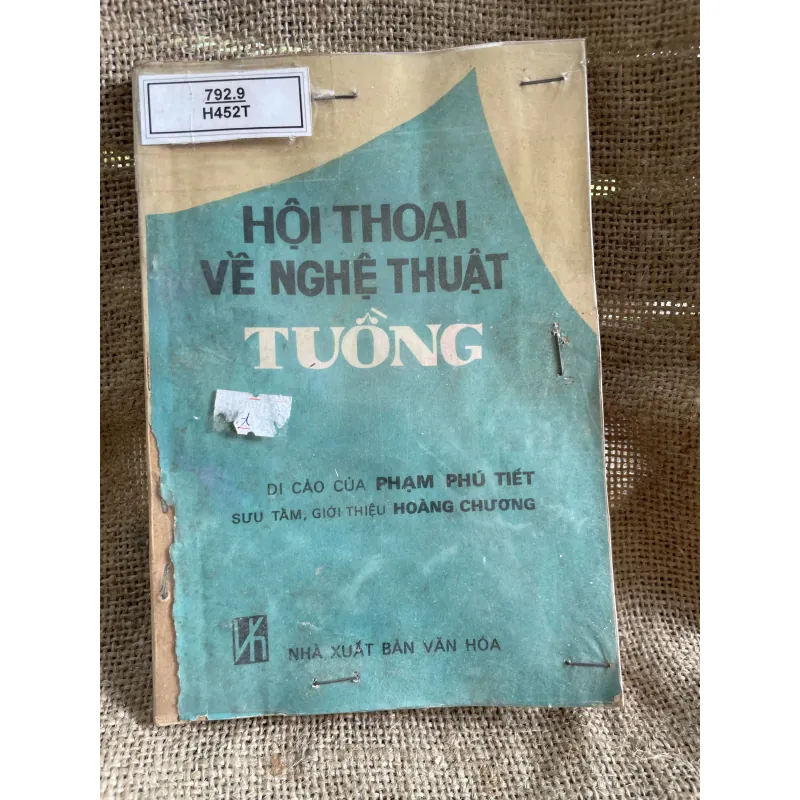 792.9
H452T
HỘI THOẠI
VỀ NGHỆ THUẬT
TUỒNG
DI CẢO CỦA PHẠM PHÚ TIẾT
SƯU TẦM, GIỚI THIỆU HOÀNG CHƯƠNG
NHÀ XUẤT BẢN VĂN HÓA